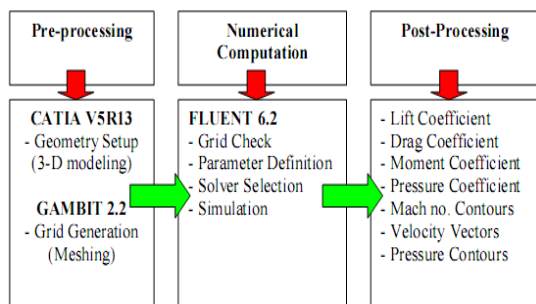 Pre-processing
CATIA V5R13
- Geometry Setup
(3-D modeling)
GAMBIT 2.2
- Grid Generation
(Meshing)
Numerical
Computation
FLUENT 6.2
- Grid Check
- Parameter Definition
- Solver Selection
- Simulation
Post-Processing
- Lift Coefficient
- Drag Coefficient
- Moment Coefficient
- Pressure Coefficient
- Mach no. Contours
- Velocity Vectors
- Pressure Contours